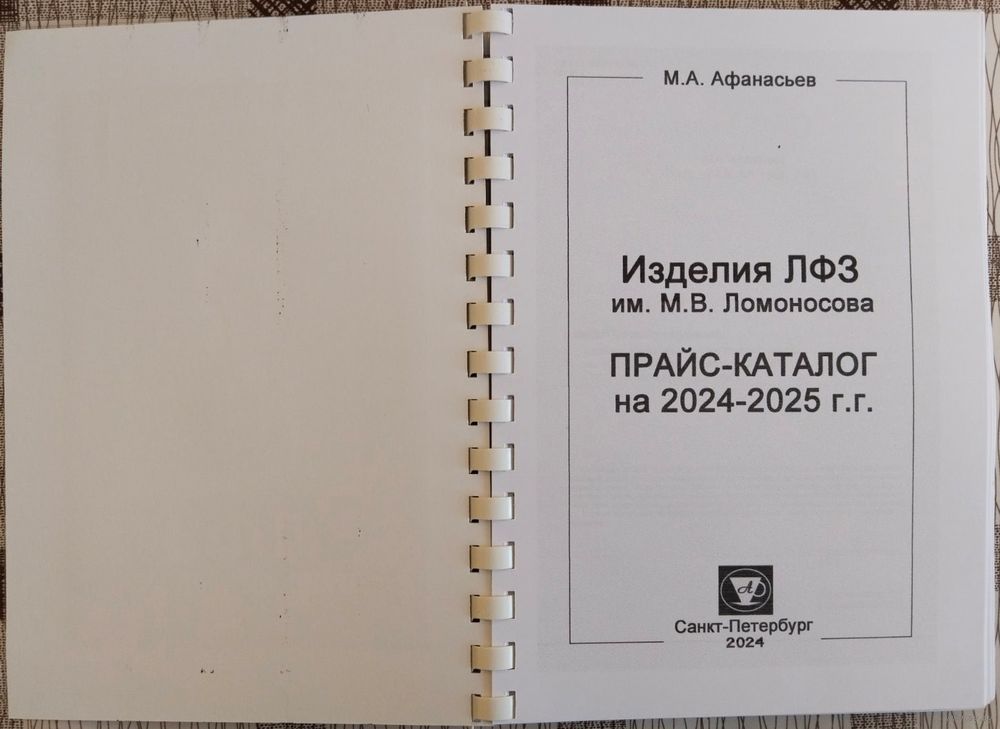 М.А. Афанасьев
Изделия ЛФЗ
им. М.В. Ломоносова
ПРАЙС-КАТАЛОГ
на 2024-2025 г.г.
Санкт-Петербург
2024